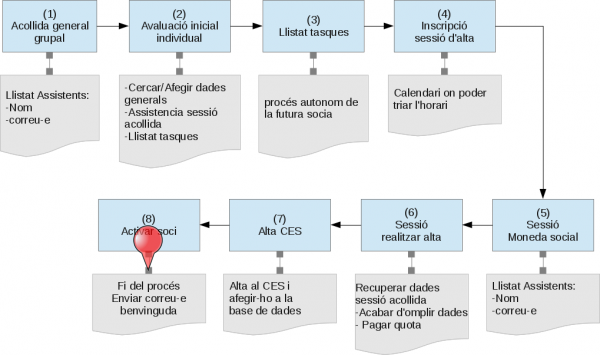 (1)
Acollida general
grupal
(2)
Avaluació inicial
individual
(3)
Llistat tasques
(4)
Inscripció
sessió d'alta
Llistat Assistents:
-Nom
-correu-e
-Cercar/Afegir dades
generals
-Assistencia sessió
acollida
-Llistat tasques
procés autonom de
la futura socia
Calendari on poder
triar l'horari
(8)
Activar soci
(7)
Alta CES
(6)
Sessió
realitzar alta
(5)
Sessió
Moneda social
Fi del procés
Enviar correu-e
benvinguda
Alta al CES i
afegir-ho a la
base de dades
Recuperar dades
sessió acollida
-Acabar d'omplir dades
- Pagar quota
Llistat Assistents:
-Nom
-correu-e